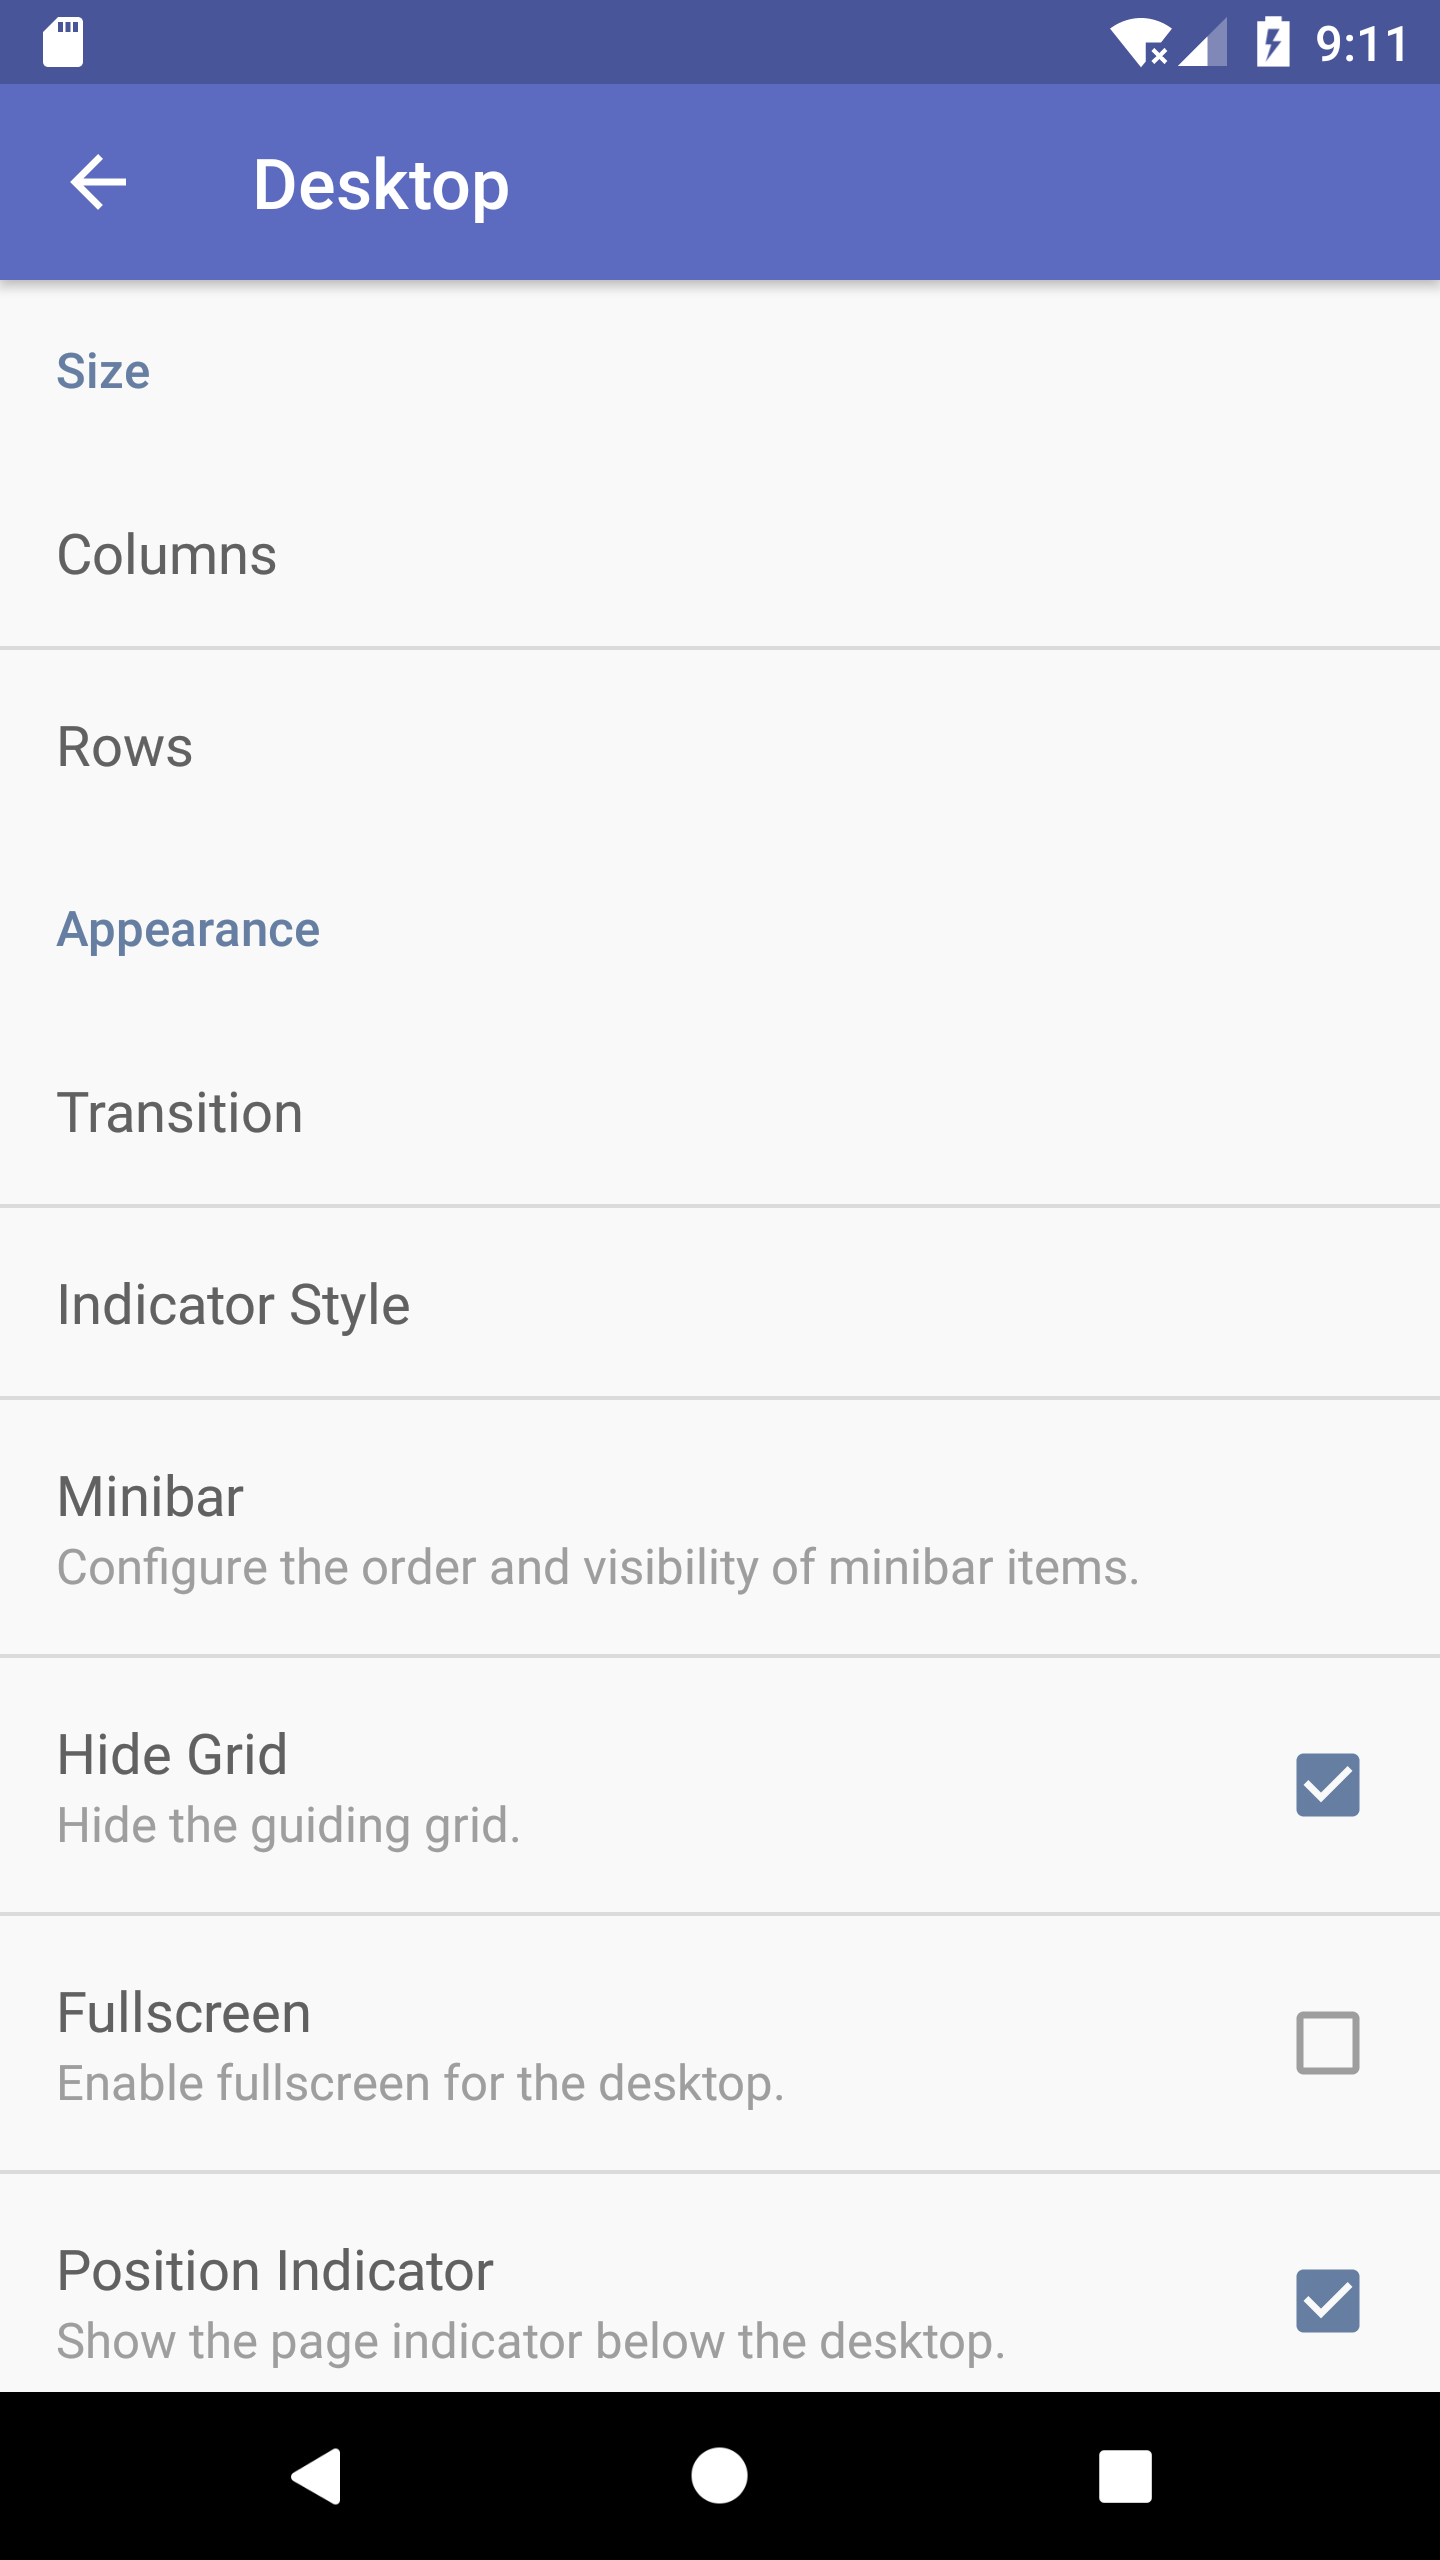 9:11
Desktop
Size
Columns
Rows
Appearance
Transition
Indicator Style
Minibar
Configure the order and visibility of minibar items.
Hide Grid
Hide the guiding grid.
Fullscreen
Enable fullscreen for the desktop.
Position Indicator
Show the page indicator below the desktop.